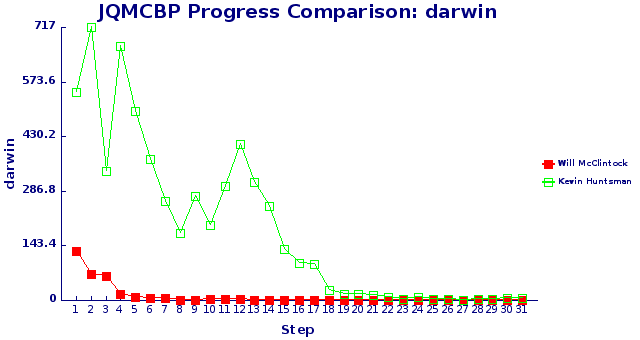 JQMCBP Progress Comparison: darwin
717
573.6
430.2
286.8
143.4
0
darwin
1 2 3 4 5 6 7 8 9 10 11 12 13 14 15 16 17 18 19 20 21 22 23 24 25 26 27 28 29 30 31
Step
Will McClintock
Kevin Huntsman